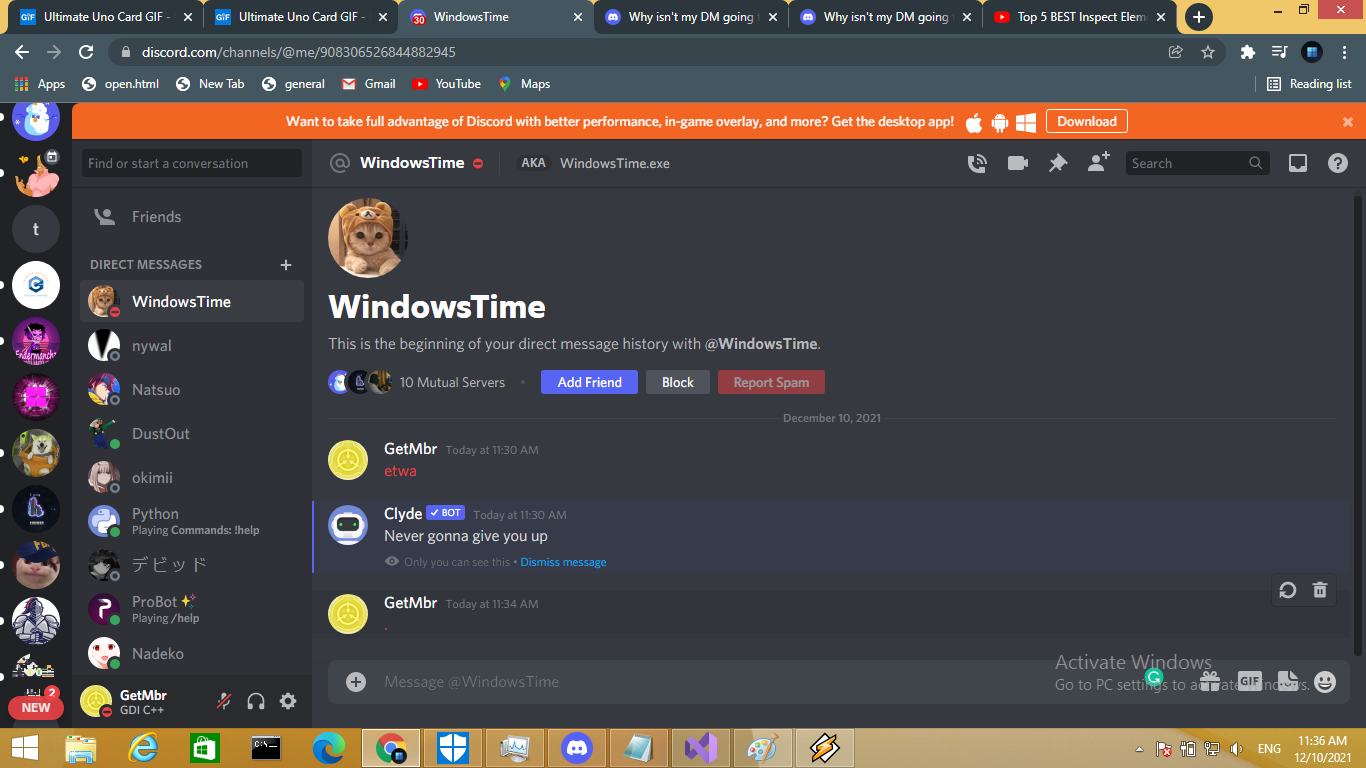 Ultimate Uno Card GIF -
Ultimate Uno Card GIF -
30
WindowsTime
Why isn't my DM going
Why isn't my DM going
Top 5 BEST Inspect Elem
discord.com/channels/@me/908306526844882945
Apps
open.html
New Tab
general
Gmail
YouTube
Maps
Reading list
Want to take full advantage of Discord with better performance, in-game overlay, and more? Get the desktop app!
Download
Find or start a conversation
WindowsTime
AKA
WindowsTime.exe
Search
Friends
DIRECT MESSAGES
WindowsTime
nywal
Natsuo
DustOut
okimii
Python
Playing Commands: !help
デビッド
ProBot✨
Playing /help
Nadeko
t
2
NEW
GetMbr
GDI C++
WindowsTime
This is the beginning of your direct message history with @WindowsTime.
10 Mutual Servers
Add Friend
Block
Report Spam
December 10, 2021
GetMbr Today at 11:30 AM
etwa
Clyde ✓ BOT Today at 11:30 AM
Never gonna give you up
Only you can see this • Dismiss message
GetMbr Today at 11:34 AM
.
Message @WindowsTime
GIF
Activate Windows
Go to PC settings to activate Windows.
ENG
11:36 AM
12/10/2021